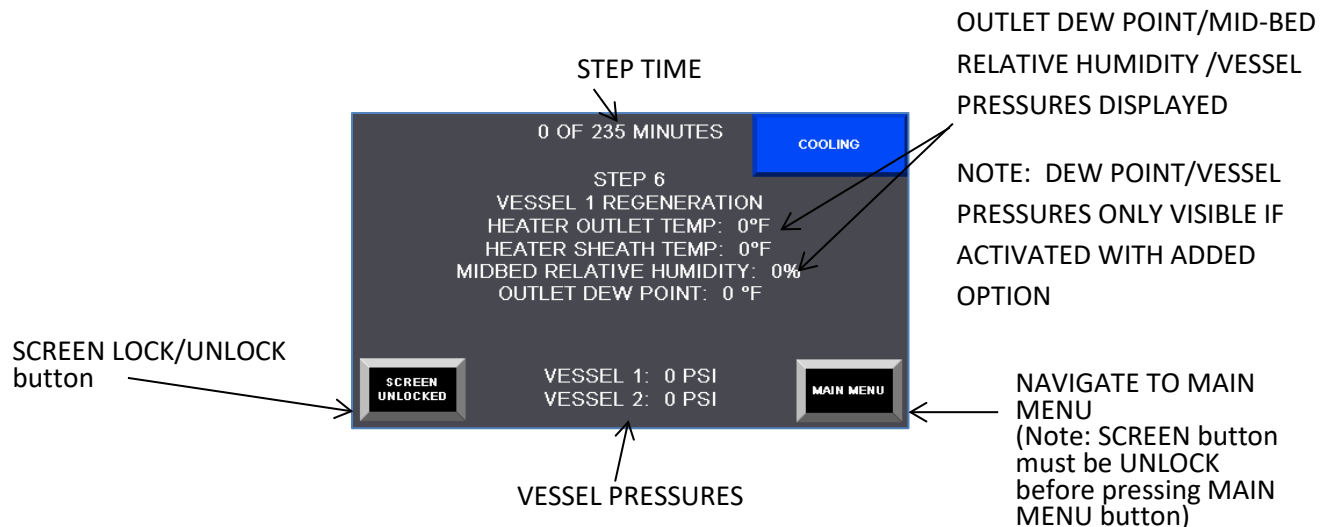 OUTLET DEW POINT/MID-BED
RELATIVE HUMIDITY /VESSEL
PRESSURES DISPLAYED
NOTE: DEW POINT/VESSEL
PRESSURES ONLY VISIBLE IF
ACTIVATED WITH ADDED
OPTION
STEP TIME
0 OF 235 MINUTES
COOLING
STEP 6
VESSEL 1 REGENERATION
HEATER OUTLET TEMP: 0°F
HEATER SHEATH TEMP: 0°F
MIDBED RELATIVE HUMIDITY: 0%
OUTLET DEW POINT: 0 °F
SCREEN LOCK/UNLOCK
button
SCREEN
UNLOCKED
VESSEL 1: 0 PSI
VESSEL 2: 0 PSI
MAIN MENU
NAVIGATE TO MAIN
MENU
(Note: SCREEN button
must be UNLOCK
before pressing MAIN
MENU button)
VESSEL PRESSURES